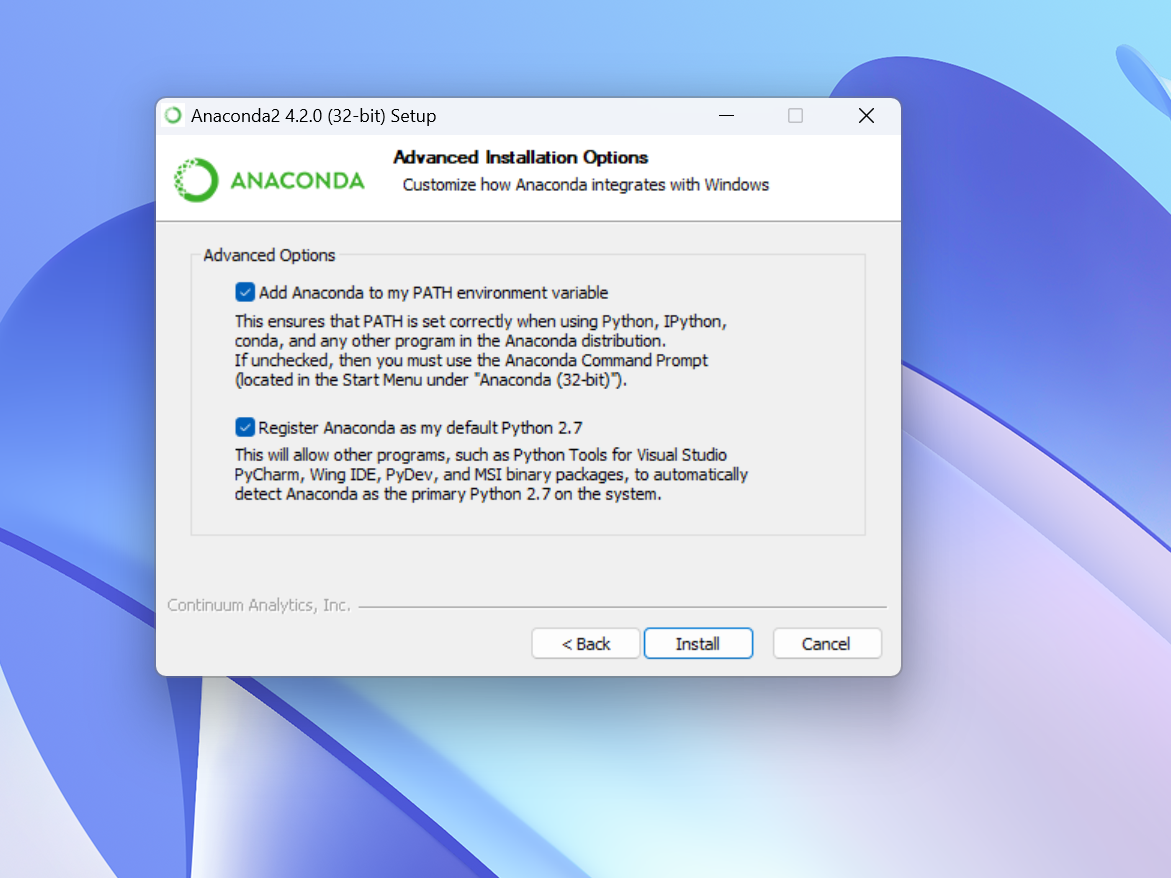 Anaconda2 4.2.0 (32-bit) Setup
ANACONDA
Advanced Installation Options
Customize how Anaconda integrates with Windows
Advanced Options
Add Anaconda to my PATH environment variable
This ensures that PATH is set correctly when using Python, IPython,
conda, and any other program in the Anaconda distribution.
If unchecked, then you must use the Anaconda Command Prompt
(located in the Start Menu under "Anaconda (32-bit)").
Register Anaconda as my default Python 2.7
This will allow other programs, such as Python Tools for Visual Studio
PyCharm, Wing IDE, PyDev, and MSI binary packages, to automatically
detect Anaconda as the primary Python 2.7 on the system.
Continuum Analytics, Inc.
< Back
Install
Cancel